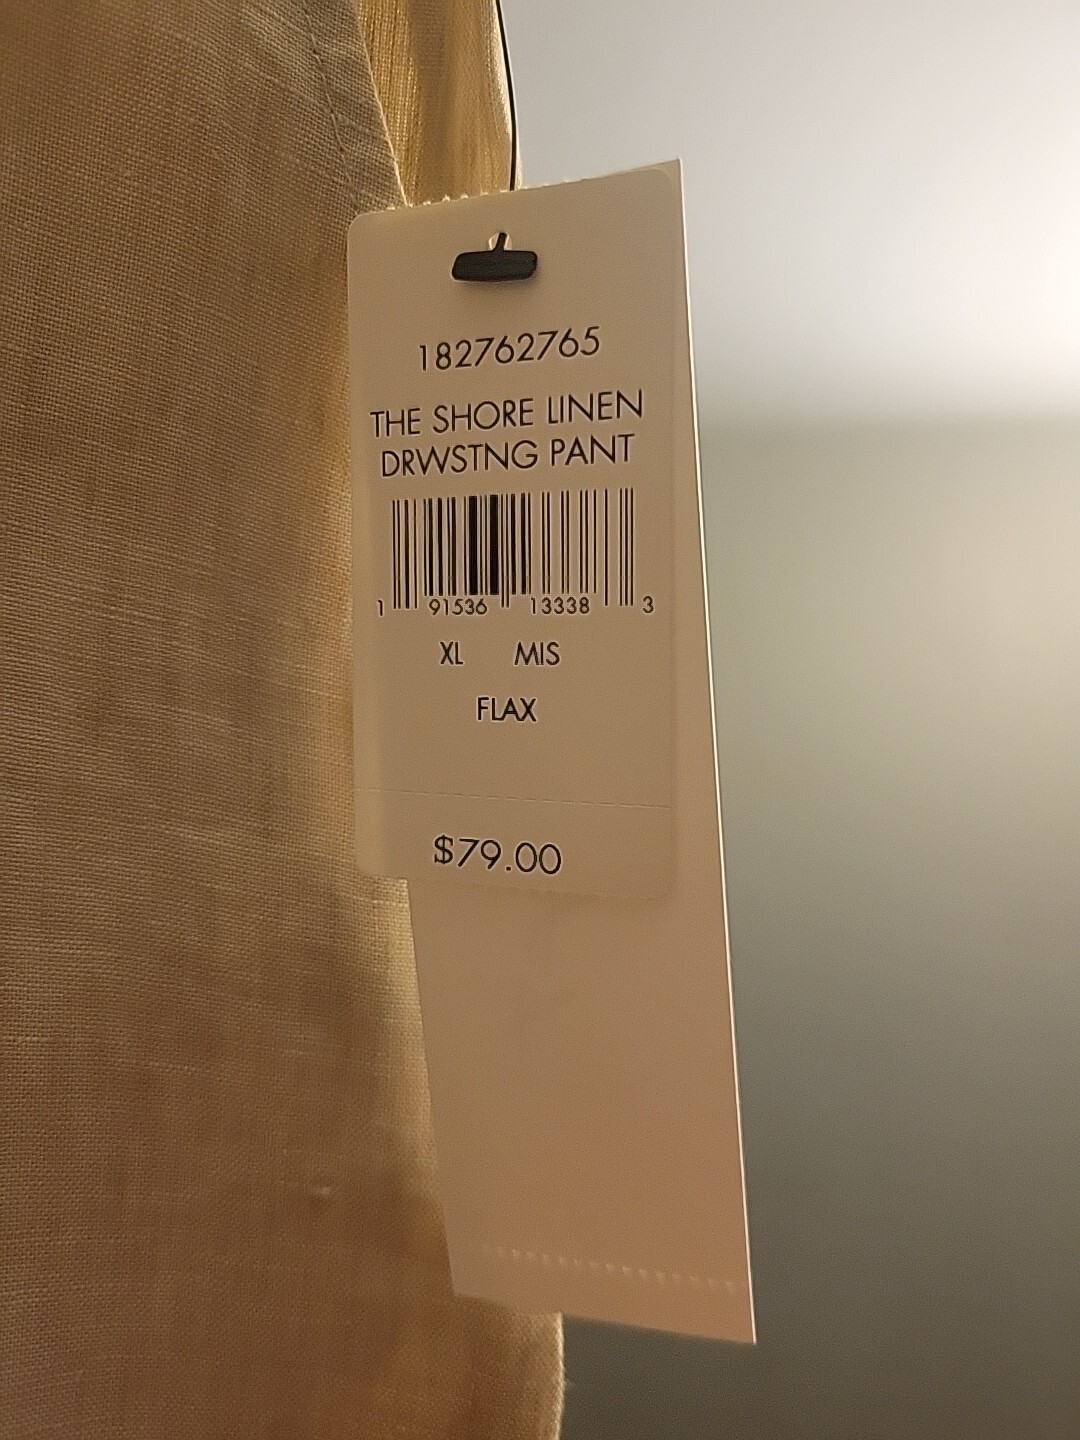 182762765
THE SHORE LINEN
DRWSTNG PANT
1 91536 13338 3
XL MIS
FLAX
$79.00